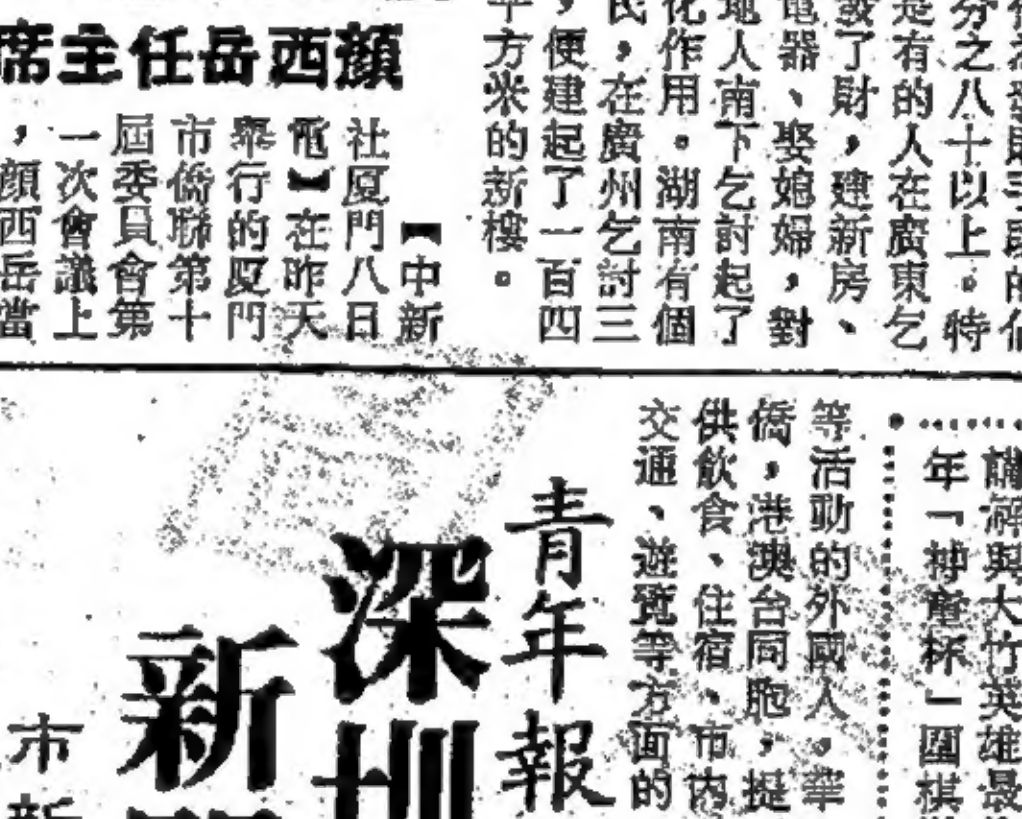 分之八十以上。特
是有的人在廣東乞
發了財，建新房、
電器、娶媳婦，對
地人南下乞討起了
化作用。湖南有個
民，在廣州乞討三
，便建起了一百四
平方米的新樓。
席主任岳西顏
【中新
社厦門八日
電】在昨天
舉行的厦門
市僑聯第十
屆委員會第
一次會議上
，顏西岳當
講解與大竹英雄最
年「神童杯」圍棋
等活動的外國人。華
僑，港澳台同胞，提
供飲食、住宿、市内
交通、遊覽等方面的
青年報
深圳
新
市新